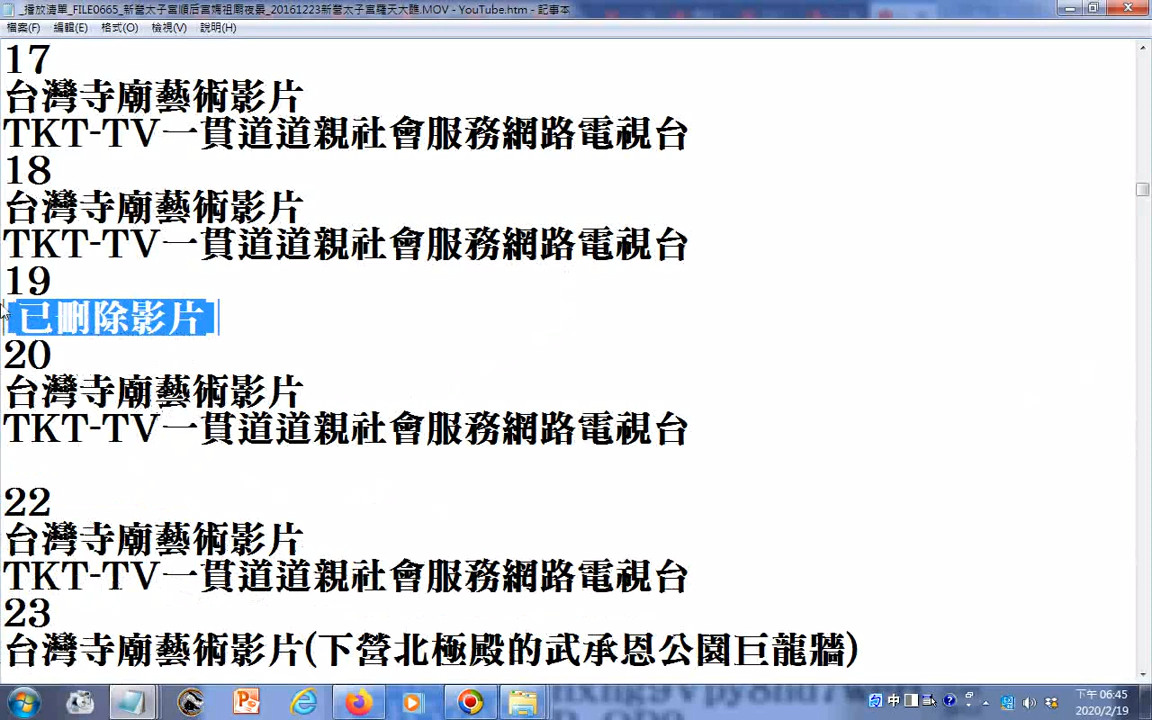 _播放清單_FILE0665_新營太子宮順后宮媽祖廟夜景_20161223新營太子宮羅天大醮.MOV - YouTube.htm - 記事本
檔案(F) 編輯(E) 格式(O) 檢視(V) 說明(H)
17
台灣寺廟藝術影片
TKT-TV一貫道道親社會服務網路電視台
18
台灣寺廟藝術影片
TKT-TV一貫道道親社會服務網路電視台
19
[已刪除影片]
20
台灣寺廟藝術影片
TKT-TV一貫道道親社會服務網路電視台
22
台灣寺廟藝術影片
TKT-TV一貫道道親社會服務網路電視台
23
台灣寺廟藝術影片(下營北極殿的武承恩公園巨龍牆)
中
下午 06:45
2020/2/19